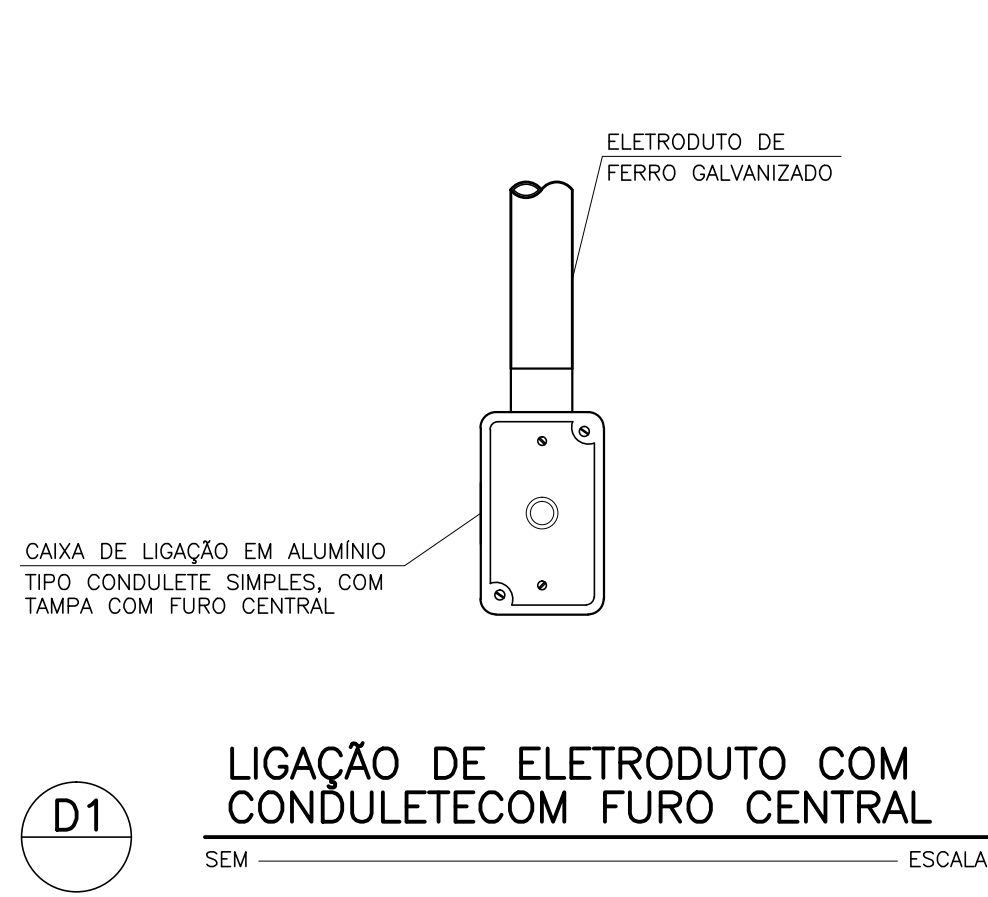 ELETRODUTO DE
FERRO GALVANIZADO
CAIXA DE LIGAÇÃO EM ALUMÍNIO
TIPO CONDULETE SIMPLES, COM
TAMPA COM FURO CENTRAL
LIGAÇÃO DE ELETRODUTO COM
CONDULETECOM FURO CENTRAL
D1
SEM ESCALA